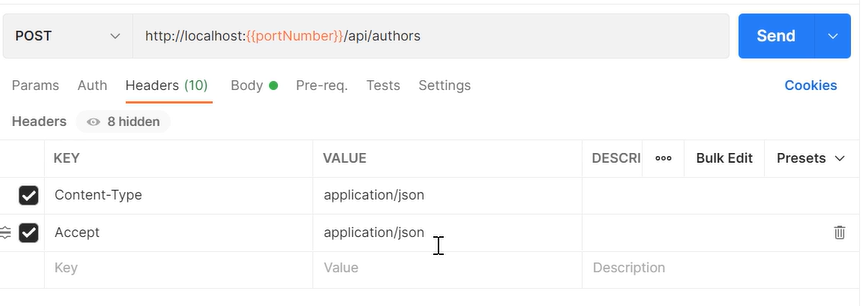 POST http://localhost:{{portNumber}}/api/authors Send
Params Auth Headers (10) Body Pre-req. Tests Settings Cookies
Headers 8 hidden
KEY VALUE DESCRI Bulk Edit Presets
Content-Type application/json
Accept application/json
Key Value Description